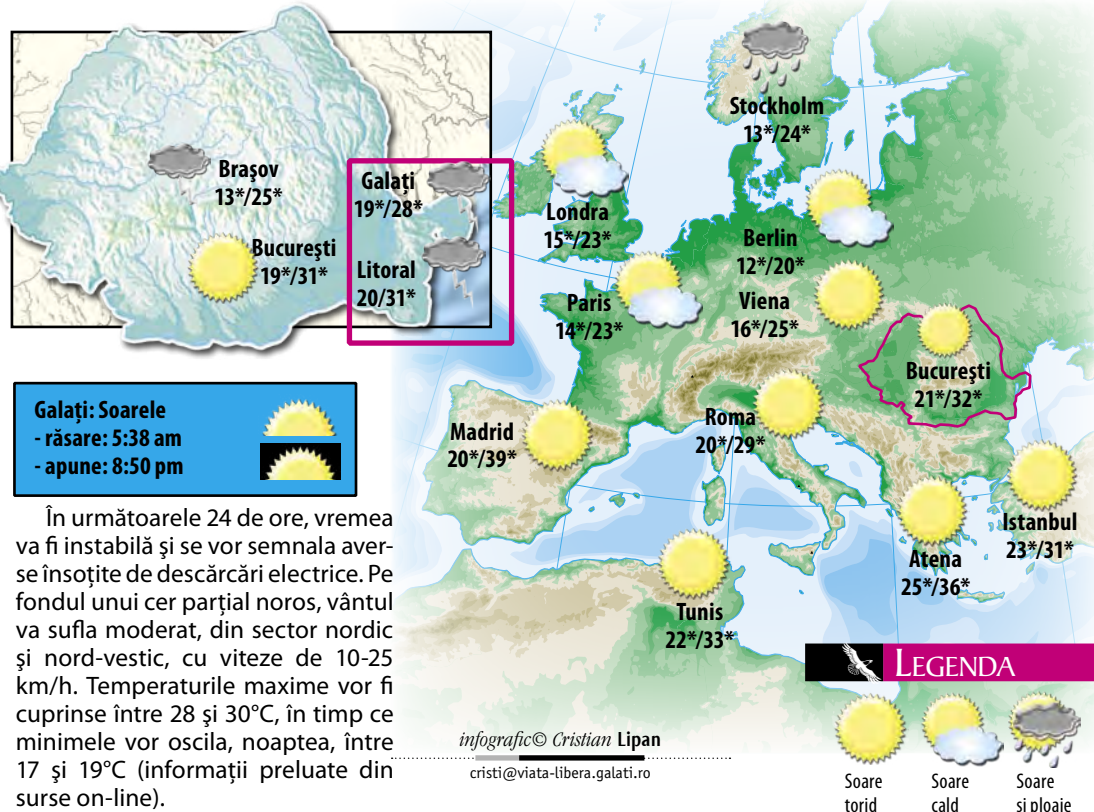 Braşov
13*/25*
Bucureşti
19*/31*
Galaţi
19*/28*
Litoral
20/31*
Stockholm
13*/24*
Londra
15*/23*
Berlin
12*/20*
Paris
14*/23*
Viena
16*/25*
Bucureşti
21*/32*
Madrid
20*/39*
Roma
20*/29*
Istanbul
23*/31*
Atena
25*/36*
Tunis
22*/33*
Galaţi: Soarele
- răsare: 5:38 am
- apune: 8:50 pm
În următoarele 24 de ore, vremea
va fi instabilă şi se vor semnala aver-
se însoţite de descărcări electrice. Pe
fondul unui cer parţial noros, vântul
va sufla moderat, din sector nordic
şi nord-vestic, cu viteze de 10-25
km/h. Temperaturile maxime vor fi
cuprinse între 28 şi 30°C, în timp ce
minimele vor oscila, noaptea, între
17 şi 19°C (informaţii preluate din
surse on-line).
infografic© Cristian Lipan
cristi@viata-libera.galati.ro
LEGENDA
Soare
torid
Soare
cald
Soare
şi ploaie